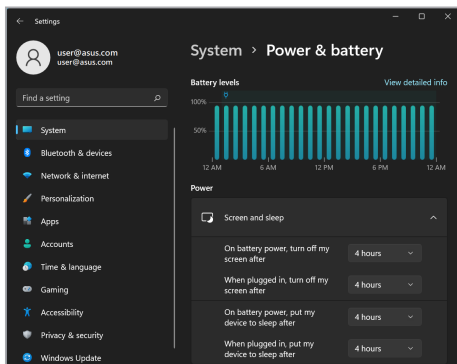 Settings
user@asus.com
user@asus.com
Find a setting
System
Bluetooth & devices
Network & internet
Personalization
Apps
Accounts
Time & language
Gaming
Accessibility
Privacy & security
Windows Update
System > Power & battery
Battery levels
View detailed info
100%
50%
12 AM 6 AM 12 PM 6 PM 12 AM
Power
Screen and sleep
On battery power, turn off my
screen after
4 hours
When plugged in, turn off my
screen after
4 hours
On battery power, put my
device to sleep after
4 hours
When plugged in, put my
device to sleep after
4 hours